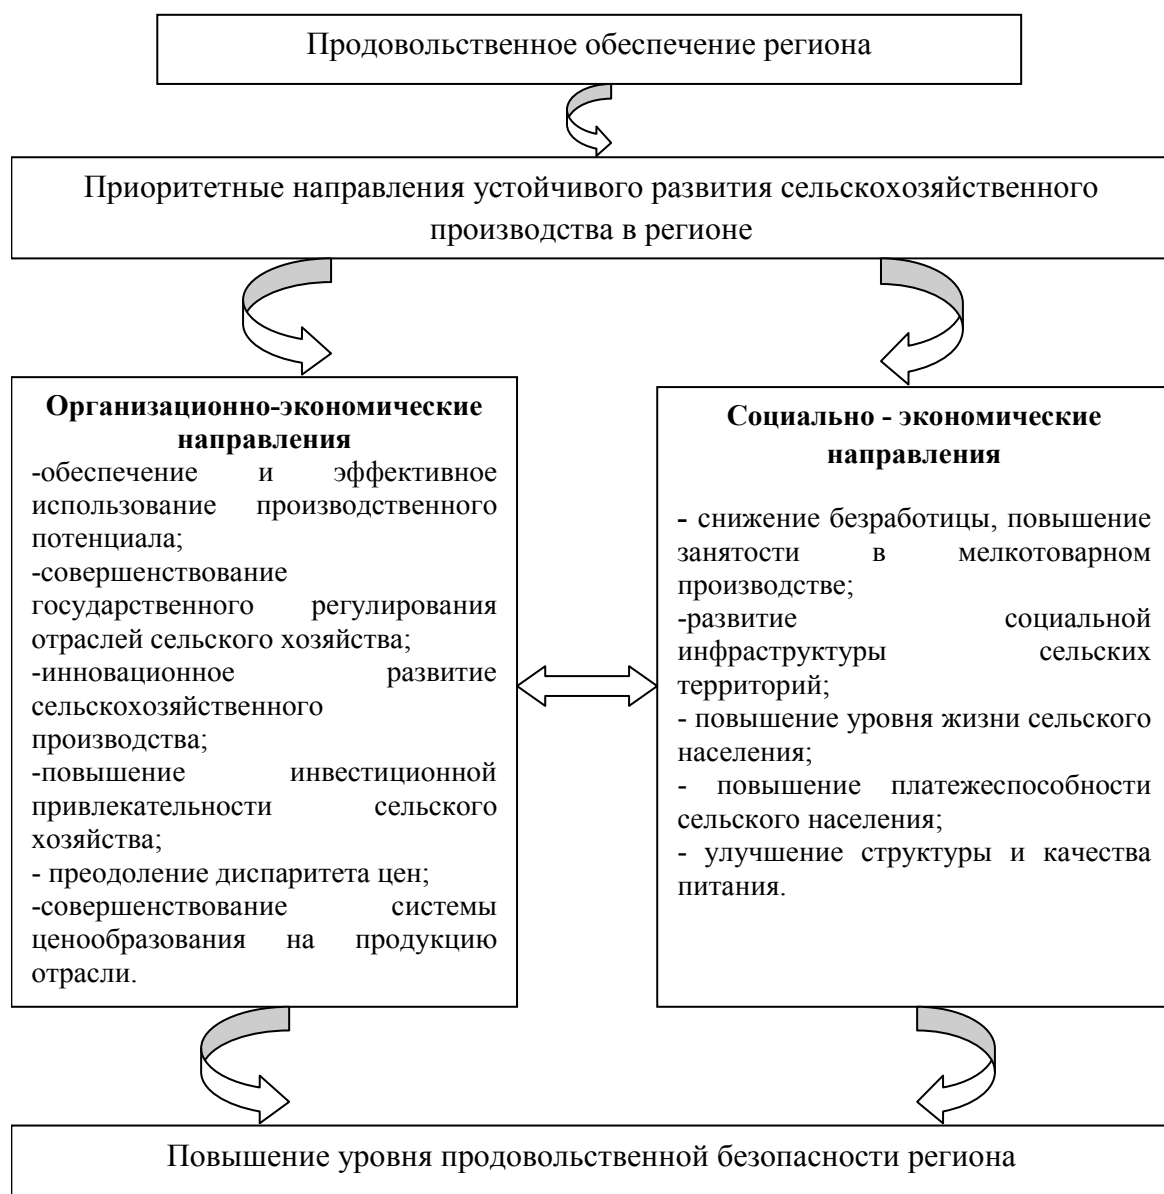 Продовольственное обеспечение региона
Приоритетные направления устойчивого развития сельскохозяйственного
производства в регионе
Организационно-экономические
направления
-обеспечение и эффективное
использование производственного
потенциала;
-совершенствование
государственного регулирования
отраслей сельского хозяйства;
-инновационное развитие
сельскохозяйственного
производства;
-повышение инвестиционной
привлекательности сельского
хозяйства;
- преодоление диспаритета цен;
-совершенствование системы
ценообразования на продукцию
отрасли.
Социально - экономические
направления
- снижение безработицы, повышение
занятости в мелкотоварном
производстве;
-развитие социальной
инфраструктуры сельских
территорий;
- повышение уровня жизни сельского
населения;
- повышение платежеспособности
сельского населения;
- улучшение структуры и качества
питания.
Повышение уровня продовольственной безопасности региона